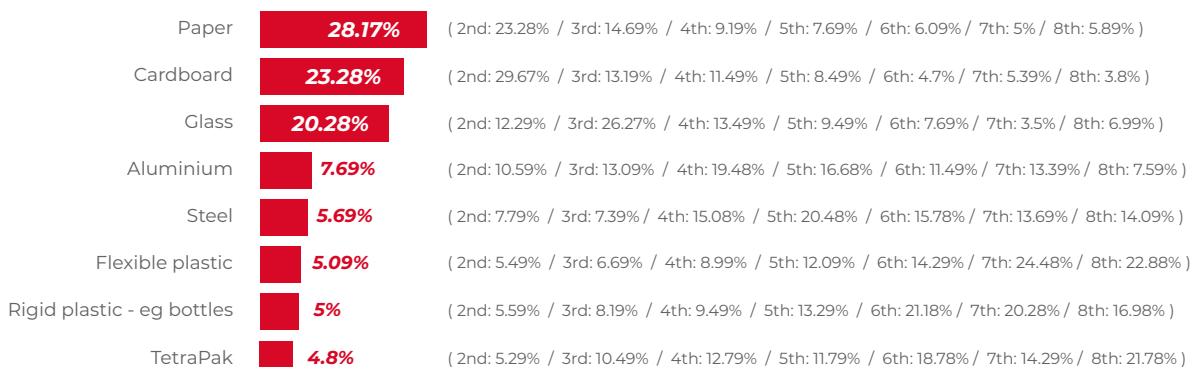 Paper 28.17% ( 2nd: 23.28% / 3rd: 14.69% / 4th: 9.19% / 5th: 7.69% / 6th: 6.09% / 7th: 5% / 8th: 5.89% )
Cardboard 23.28% ( 2nd: 29.67% / 3rd: 13.19% / 4th: 11.49% / 5th: 8.49% / 6th: 4.7% / 7th: 5.39% / 8th: 3.8% )
Glass 20.28% ( 2nd: 12.29% / 3rd: 26.27% / 4th: 13.49% / 5th: 9.49% / 6th: 7.69% / 7th: 3.5% / 8th: 6.99% )
Aluminium 7.69% ( 2nd: 10.59% / 3rd: 13.09% / 4th: 19.48% / 5th: 16.68% / 6th: 11.49% / 7th: 13.39% / 8th: 7.59% )
Steel 5.69% ( 2nd: 7.79% / 3rd: 7.39% / 4th: 15.08% / 5th: 20.48% / 6th: 15.78% / 7th: 13.69% / 8th: 14.09% )
Flexible plastic 5.09% ( 2nd: 5.49% / 3rd: 6.69% / 4th: 8.99% / 5th: 12.09% / 6th: 14.29% / 7th: 24.48% / 8th: 22.88% )
Rigid plastic - eg bottles 5% ( 2nd: 5.59% / 3rd: 8.19% / 4th: 9.49% / 5th: 13.29% / 6th: 21.18% / 7th: 20.28% / 8th: 16.98% )
TetraPak 4.8% ( 2nd: 5.29% / 3rd: 10.49% / 4th: 12.79% / 5th: 11.79% / 6th: 18.78% / 7th: 14.29% / 8th: 21.78% )